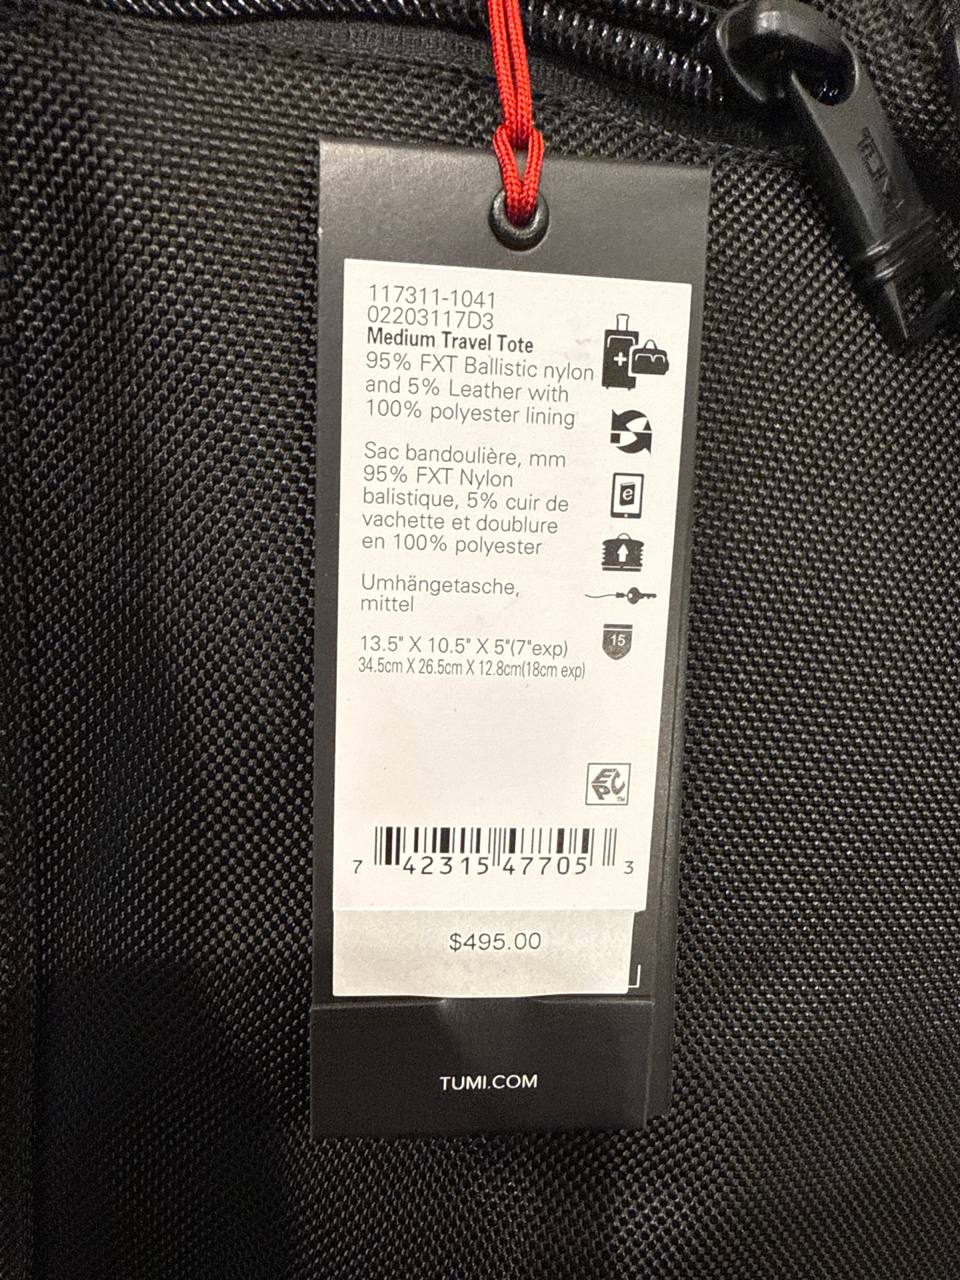 TUMI
117311-1041
02203117D3
Medium Travel Tote
95% FXT Ballistic nylon
and 5% Leather with
100% polyester lining
Sac bandoulière, mm
95% FXT Nylon
balistique, 5% cuir de
vachette et doublure
en 100% polyester
Umhängetasche,
mittel
13.5" X 10.5" X 5"(7"exp)
34.5cm X 26.5cm X 12.8cm(18cm exp)
e
15
EPC™
7 42315 47705 3
$495.00
TUMI.COM